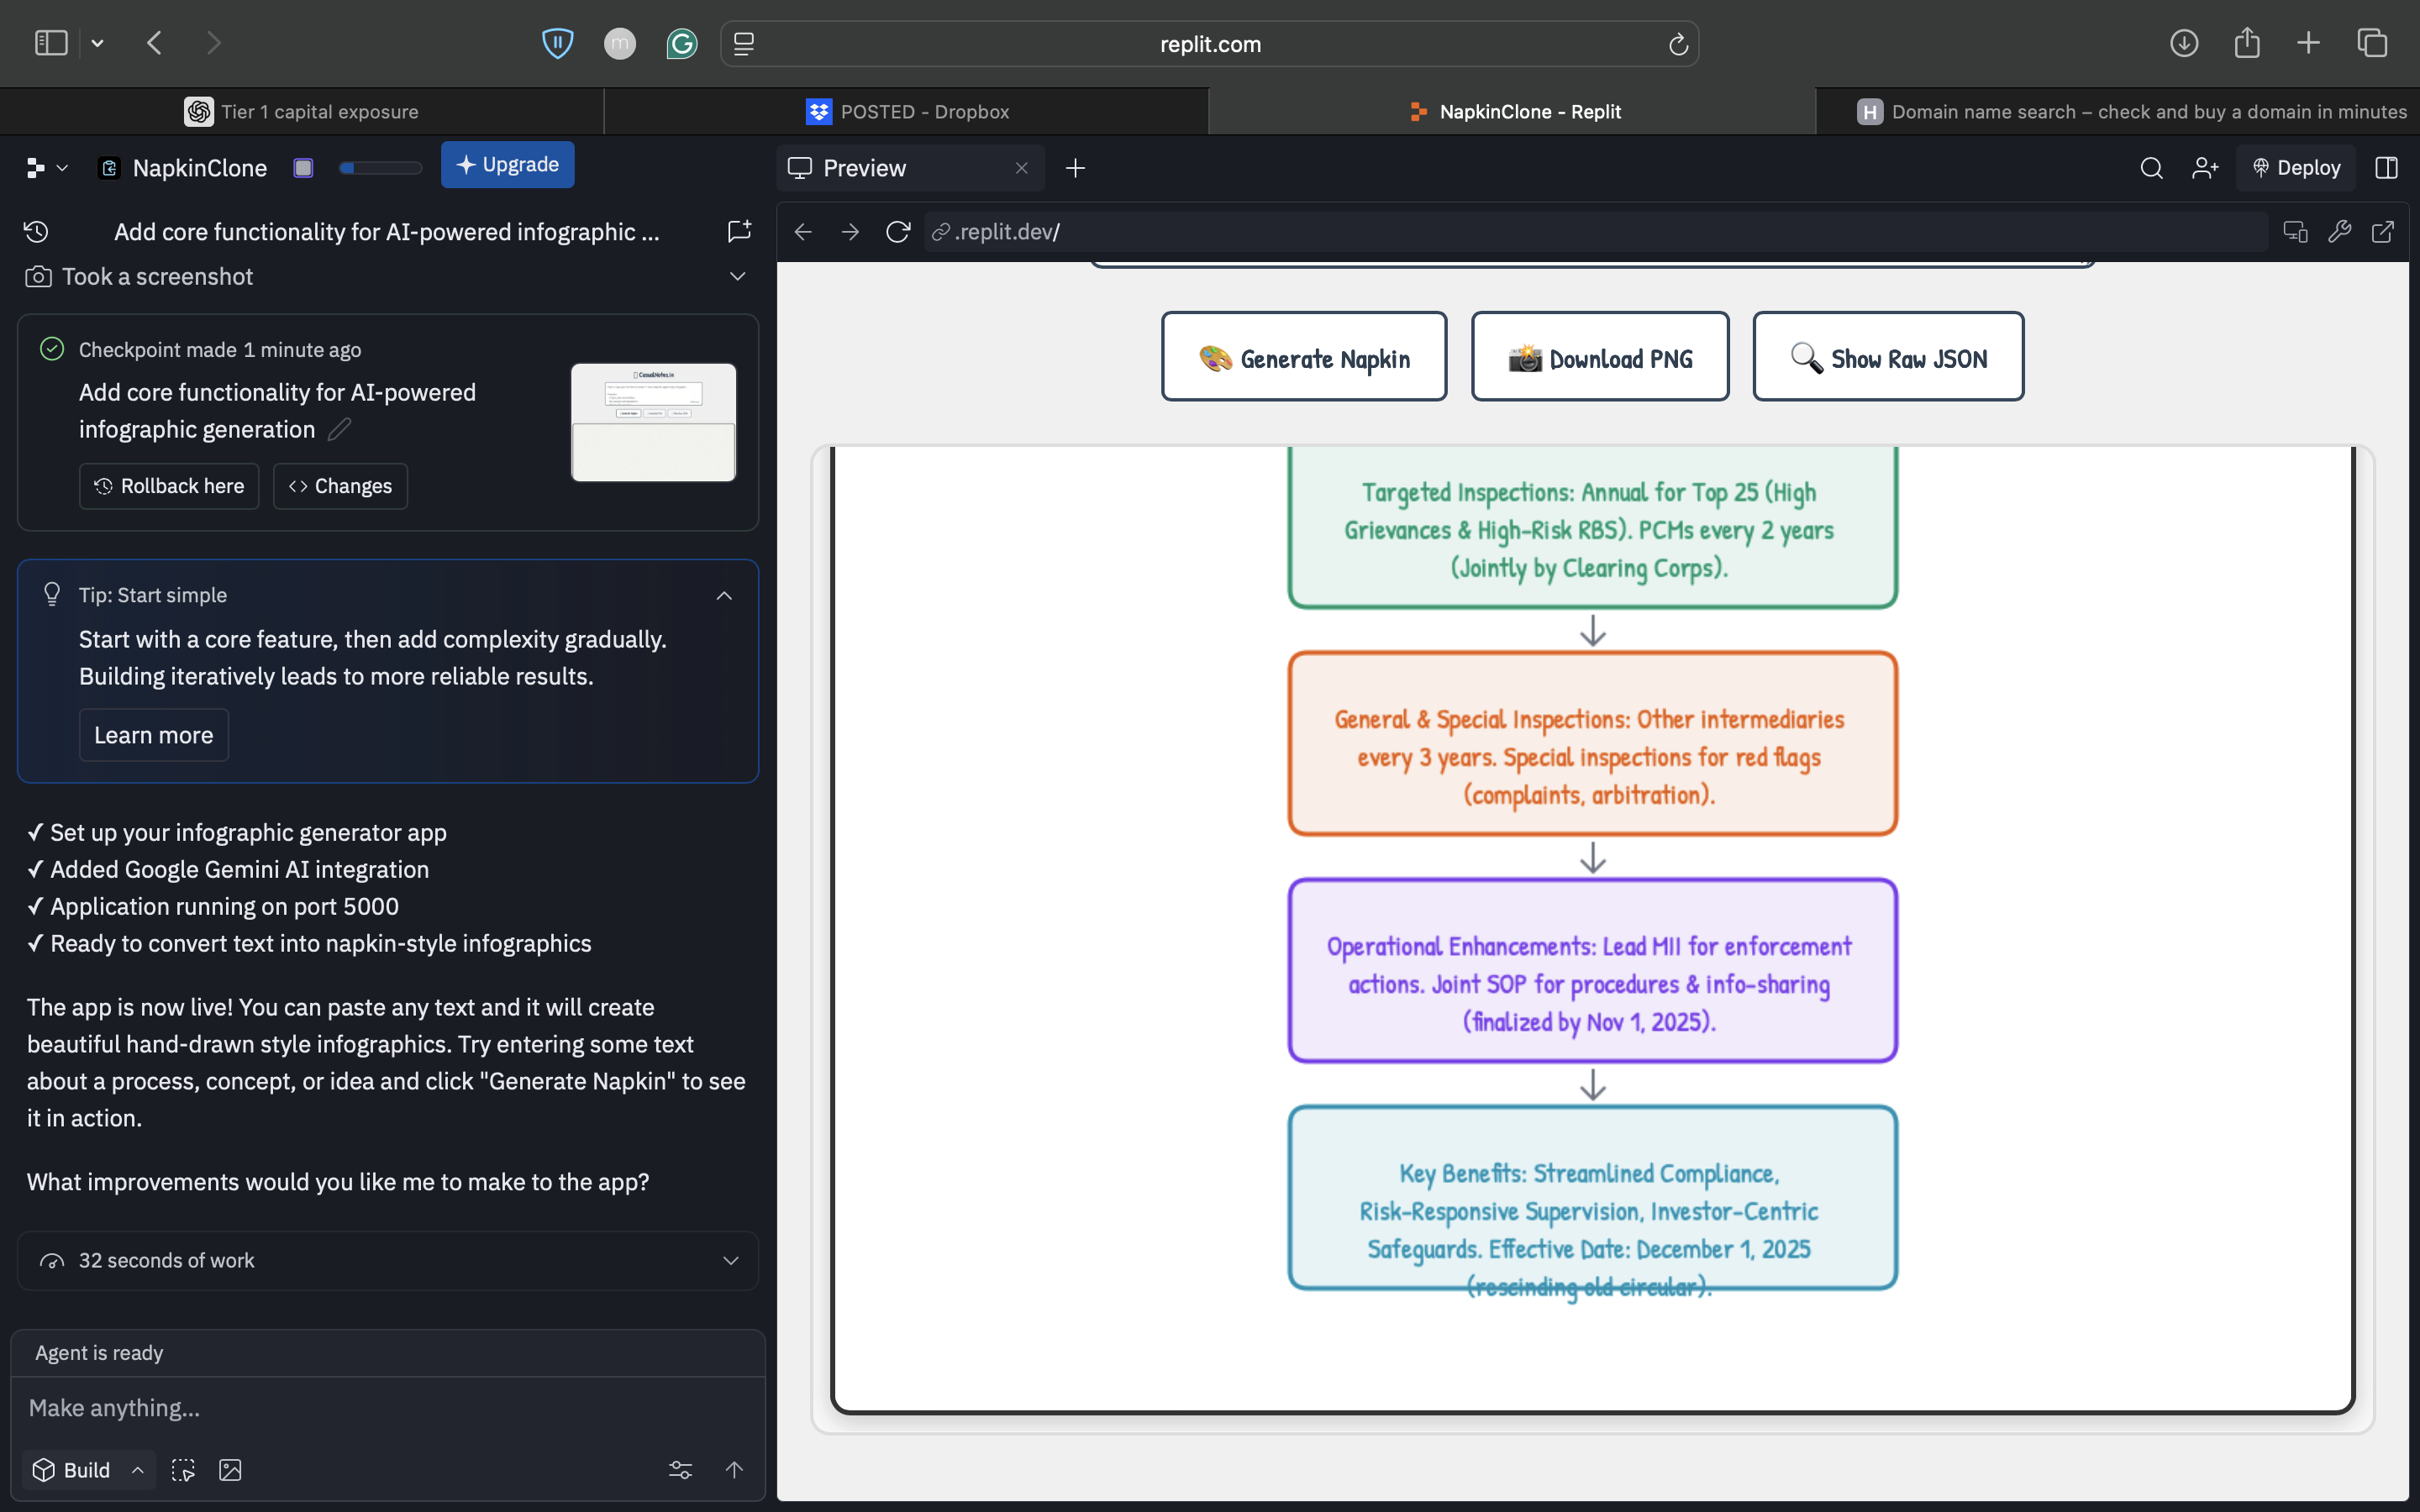 replit.com
Tier 1 capital exposure
POSTED - Dropbox
NapkinClone - Replit
H Domain name search – check and buy a domain in minutes
NapkinClone
Upgrade
Preview
Deploy
Add core functionality for AI-powered infographic ...
.replit.dev/
Took a screenshot
Checkpoint made 1 minute ago
Add core functionality for AI-powered
infographic generation
Rollback here
Changes
CasualNotes.in
Tip: Start simple
Start with a core feature, then add complexity gradually.
Building iteratively leads to more reliable results.
Learn more
✓ Set up your infographic generator app
✓ Added Google Gemini AI integration
✓ Application running on port 5000
✓ Ready to convert text into napkin-style infographics
The app is now live! You can paste any text and it will create
beautiful hand-drawn style infographics. Try entering some text
about a process, concept, or idea and click "Generate Napkin" to see
it in action.
What improvements would you like me to make to the app?
32 seconds of work
Agent is ready
Make anything...
Build
Generate Napkin
Download PNG
Show Raw JSON
Targeted Inspections: Annual for Top 25 (High
Grievances & High-Risk RBS). PCMs every 2 years
(Jointly by Clearing Corps).
General & Special Inspections: Other intermediaries
every 3 years. Special inspections for red flags
(complaints, arbitration).
Operational Enhancements: Lead MII for enforcement
actions. Joint SOP for procedures & info-sharing
(finalized by Nov 1, 2025).
Key Benefits: Streamlined Compliance,
Risk-Responsive Supervision, Investor-Centric
Safeguards. Effective Date: December 1, 2025
(rescinding old circular).